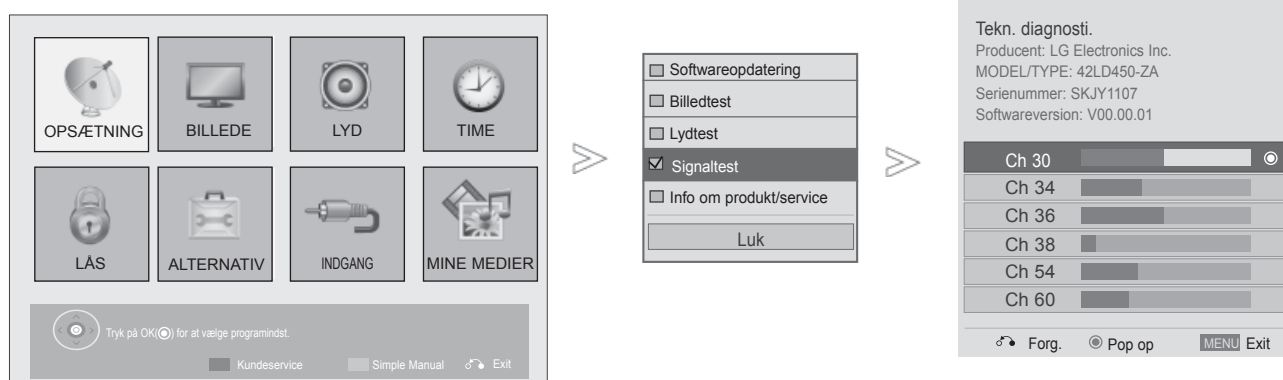 OPSÆTNING
BILLEDE
LYD
TIME
LÅS
ALTERNATIV
INDGANG
MINE MEDIER
Tryk på OK(◉) for at vælge programindst.
Kundeservice
Simple Manual
Exit
Softwareopdatering
Billedtest
Lydtest
Signaltest
Info om produkt/service
Luk
Tekn. diagnosti.
Producent: LG Electronics Inc.
MODEL/TYPE: 42LD450-ZA
Serienummer: SKJY1107
Softwareversion: V00.00.01
Ch 30
Ch 34
Ch 36
Ch 38
Ch 54
Ch 60
Forg.
Pop op
MENU Exit